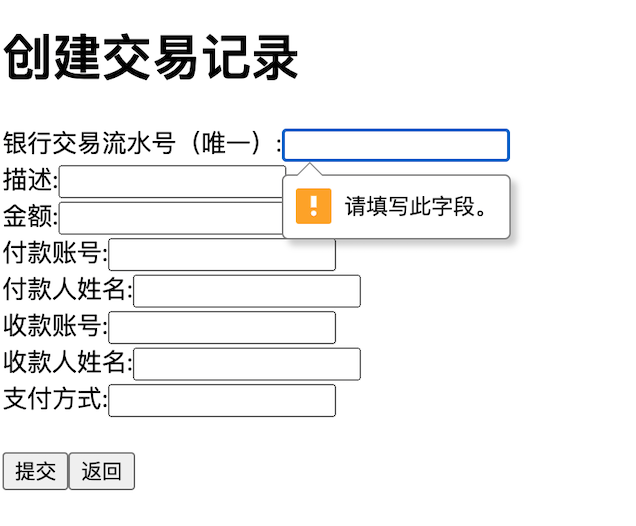 创建交易记录
银行交易流水号（唯一）:
请填写此字段。
描述:
金额:
付款账号:
付款人姓名:
收款账号:
收款人姓名:
支付方式:
提交 返回